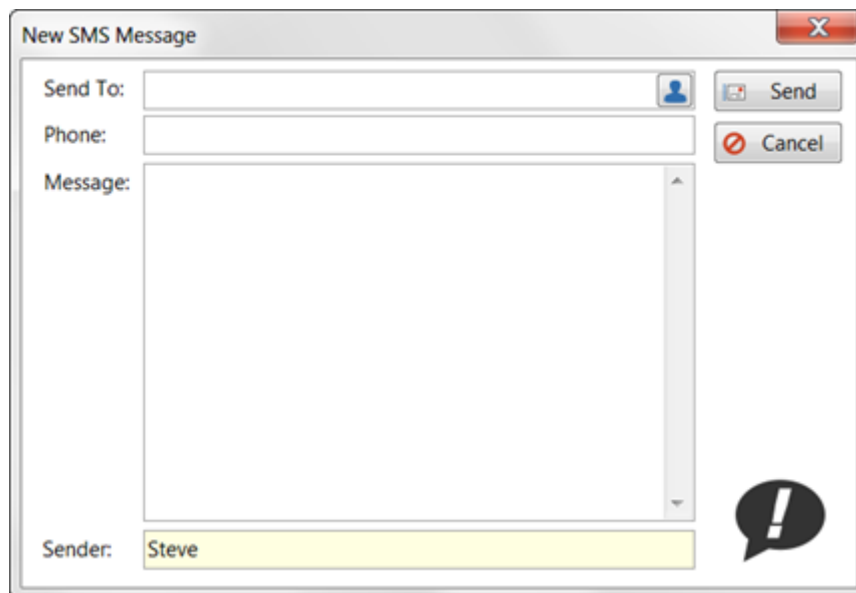 New SMS Message
Send To:
Send
Phone:
Cancel
Message:
Sender: Steve